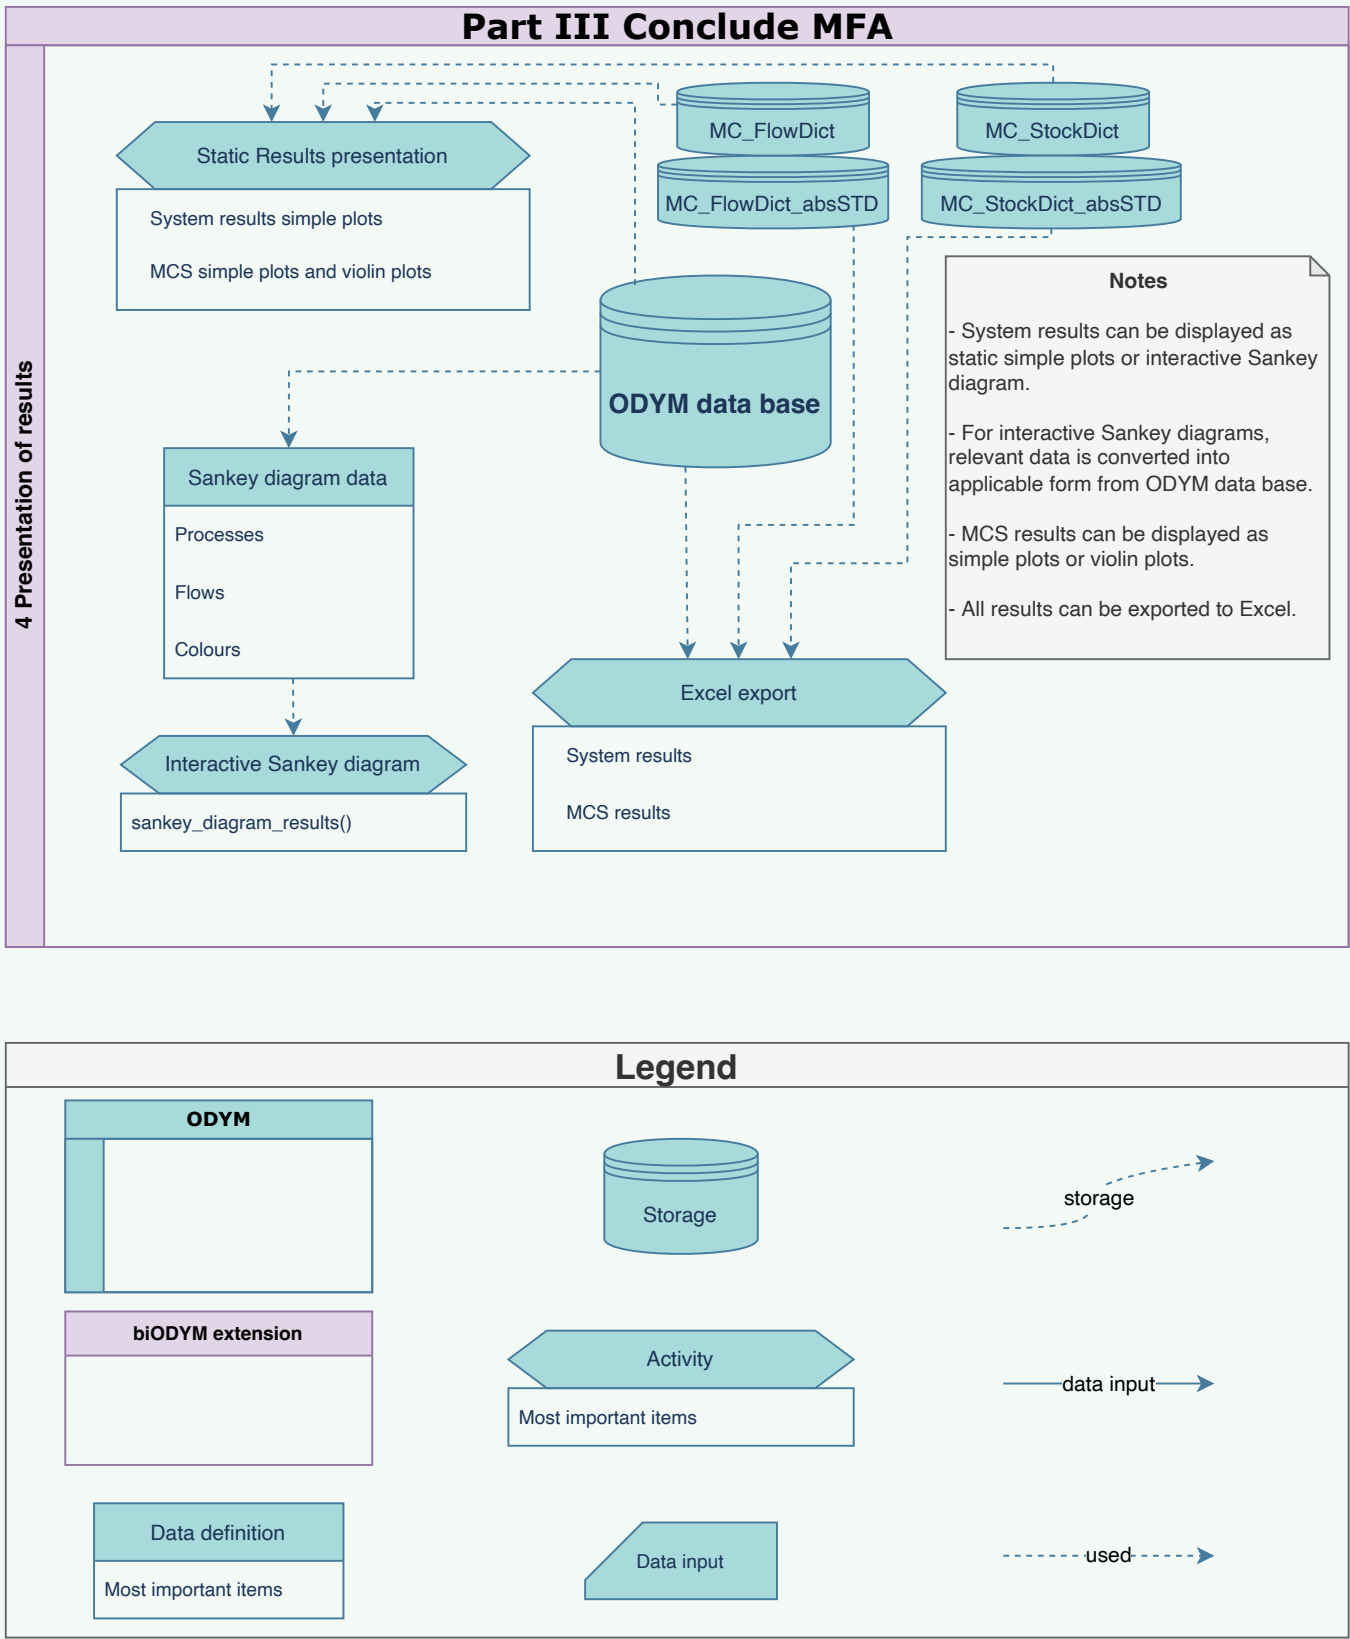 Part III Conclude MFA
4 Presentation of results
Static Results presentation
System results simple plots
MCS simple plots and violin plots
MC_FlowDict
MC_FlowDict_absSTD
MC_StockDict
MC_StockDict_absSTD
ODYM data base
Notes
- System results can be displayed as
static simple plots or interactive Sankey
diagram.
- For interactive Sankey diagrams,
relevant data is converted into
applicable form from ODYM data base.
- MCS results can be displayed as
simple plots or violin plots.
- All results can be exported to Excel.
Sankey diagram data
Processes
Flows
Colours
Interactive Sankey diagram
sankey_diagram_results()
Excel export
System results
MCS results
Legend
ODYM
Storage
storage
biODYM extension
Activity
Most important items
data input
Data definition
Most important items
Data input
used